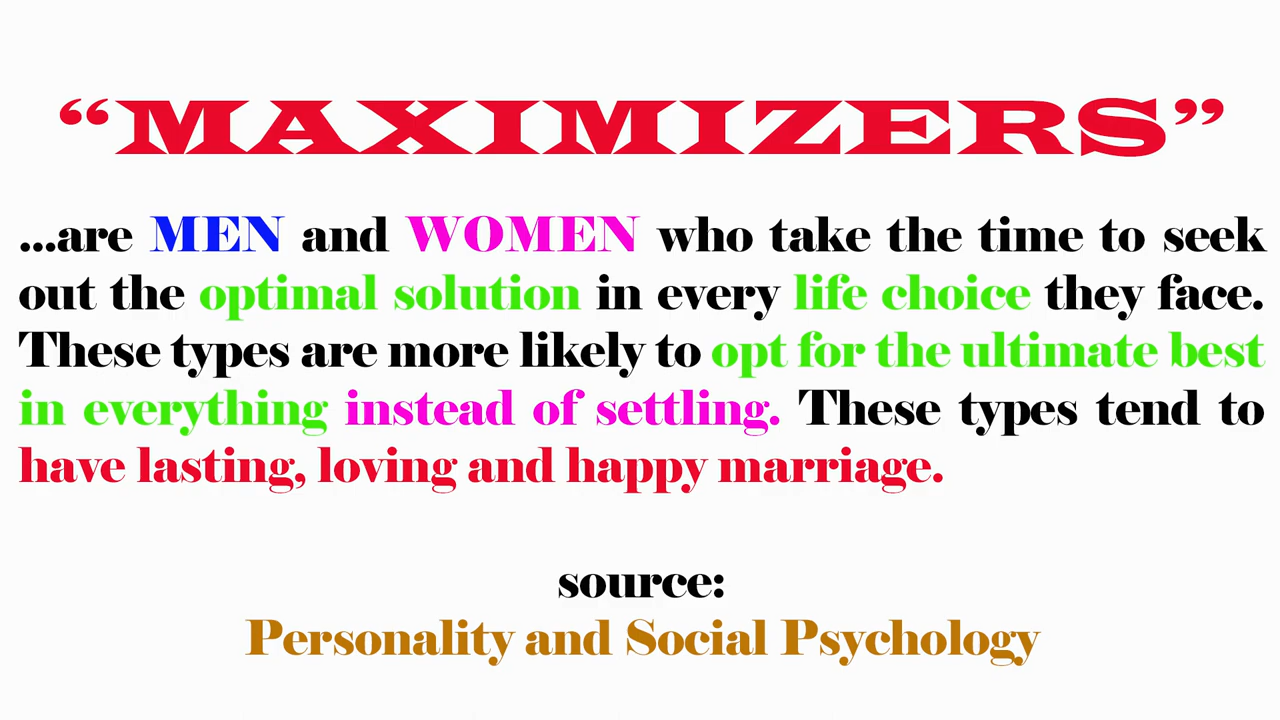 “MAXIMIZERS”
...are MEN and WOMEN who take the time to seek
out the optimal solution in every life choice they face.
These types are more likely to opt for the ultimate best
in everything instead of settling. These types tend to
have lasting, loving and happy marriage.
source:
Personality and Social Psychology